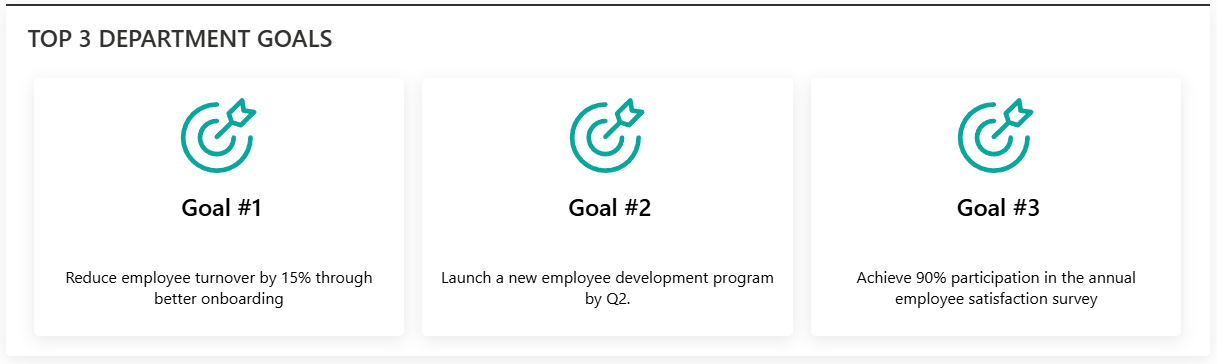 TOP 3 DEPARTMENT GOALS
Goal #1
Reduce employee turnover by 15% through
better onboarding
Goal #2
Launch a new employee development program
by Q2.
Goal #3
Achieve 90% participation in the annual
employee satisfaction survey